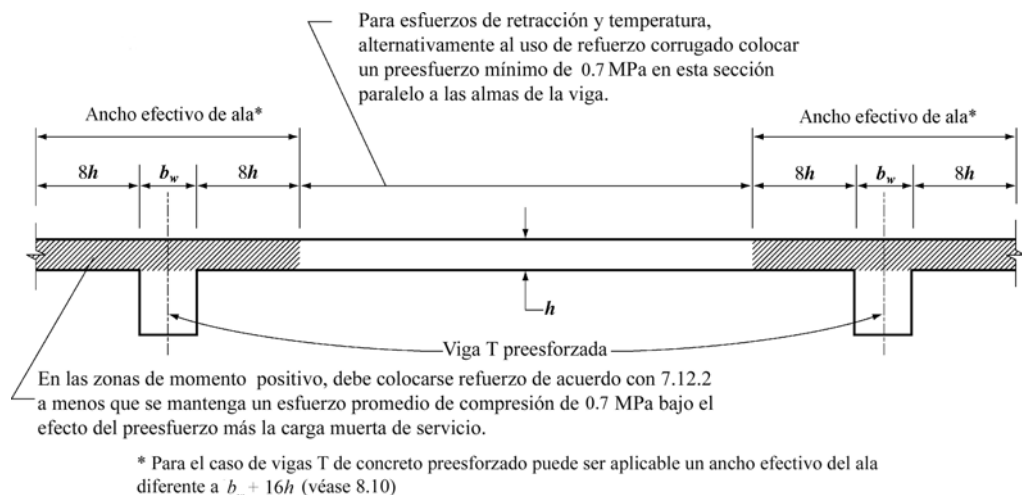 Para esfuerzos de retracción y temperatura,
alternativamente al uso de refuerzo corrugado colocar
un preesfuerzo mínimo de 0.7 MPa en esta sección
paralelo a las almas de la viga.
Ancho efectivo de ala*
Ancho efectivo de ala*
8h
b_w
8h
8h
b_w
8h
h
Viga T preesforzada
En las zonas de momento positivo, debe colocarse refuerzo de acuerdo con 7.12.2
a menos que se mantenga un esfuerzo promedio de compresión de 0.7 MPa bajo el
efecto del preesfuerzo más la carga muerta de servicio.
* Para el caso de vigas T de concreto preesforzado puede ser aplicable un ancho efectivo del ala
diferente a b_w + 16h (véase 8.10)